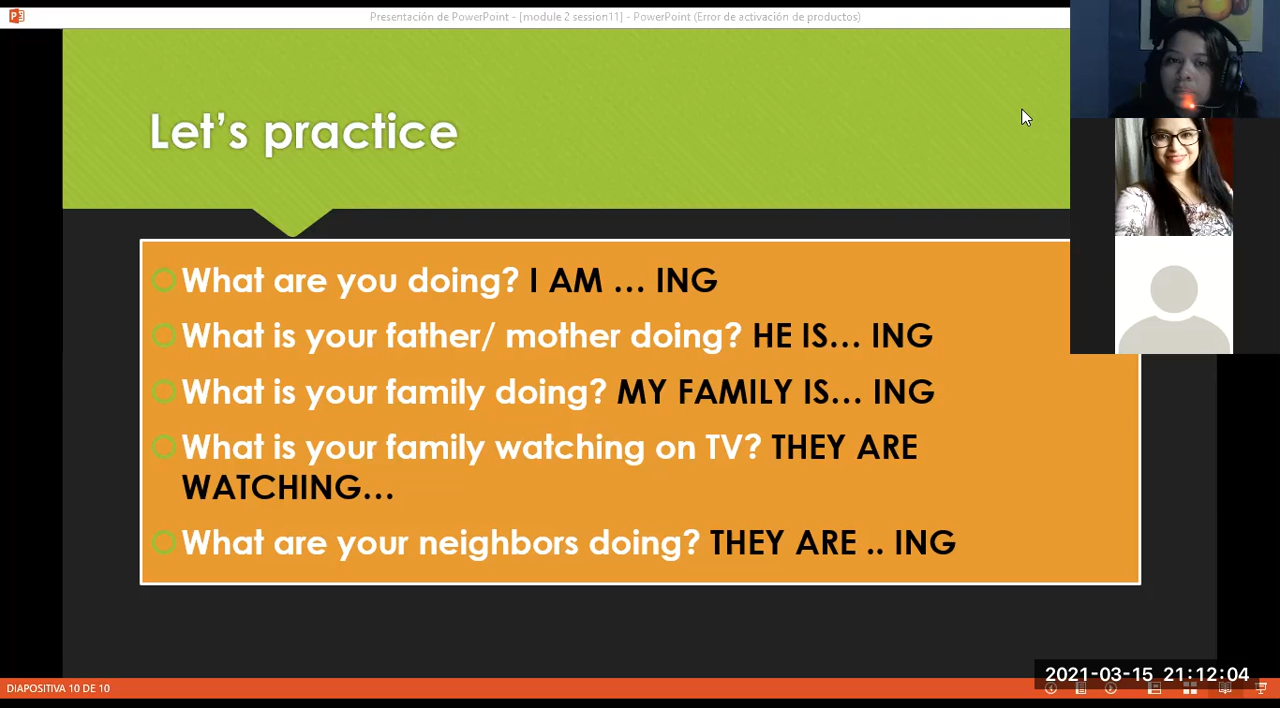 Presentación de PowerPoint - [module 2 session11] - PowerPoint (Error de activación de productos)
Let's practice
What are you doing? I AM … ING
What is your father/ mother doing? HE IS… ING
What is your family doing? MY FAMILY IS… ING
What is your family watching on TV? THEY ARE
WATCHING…
What are your neighbors doing? THEY ARE .. ING
2021-03-15 21:12:04
DIAPOSITIVA 10 DE 10